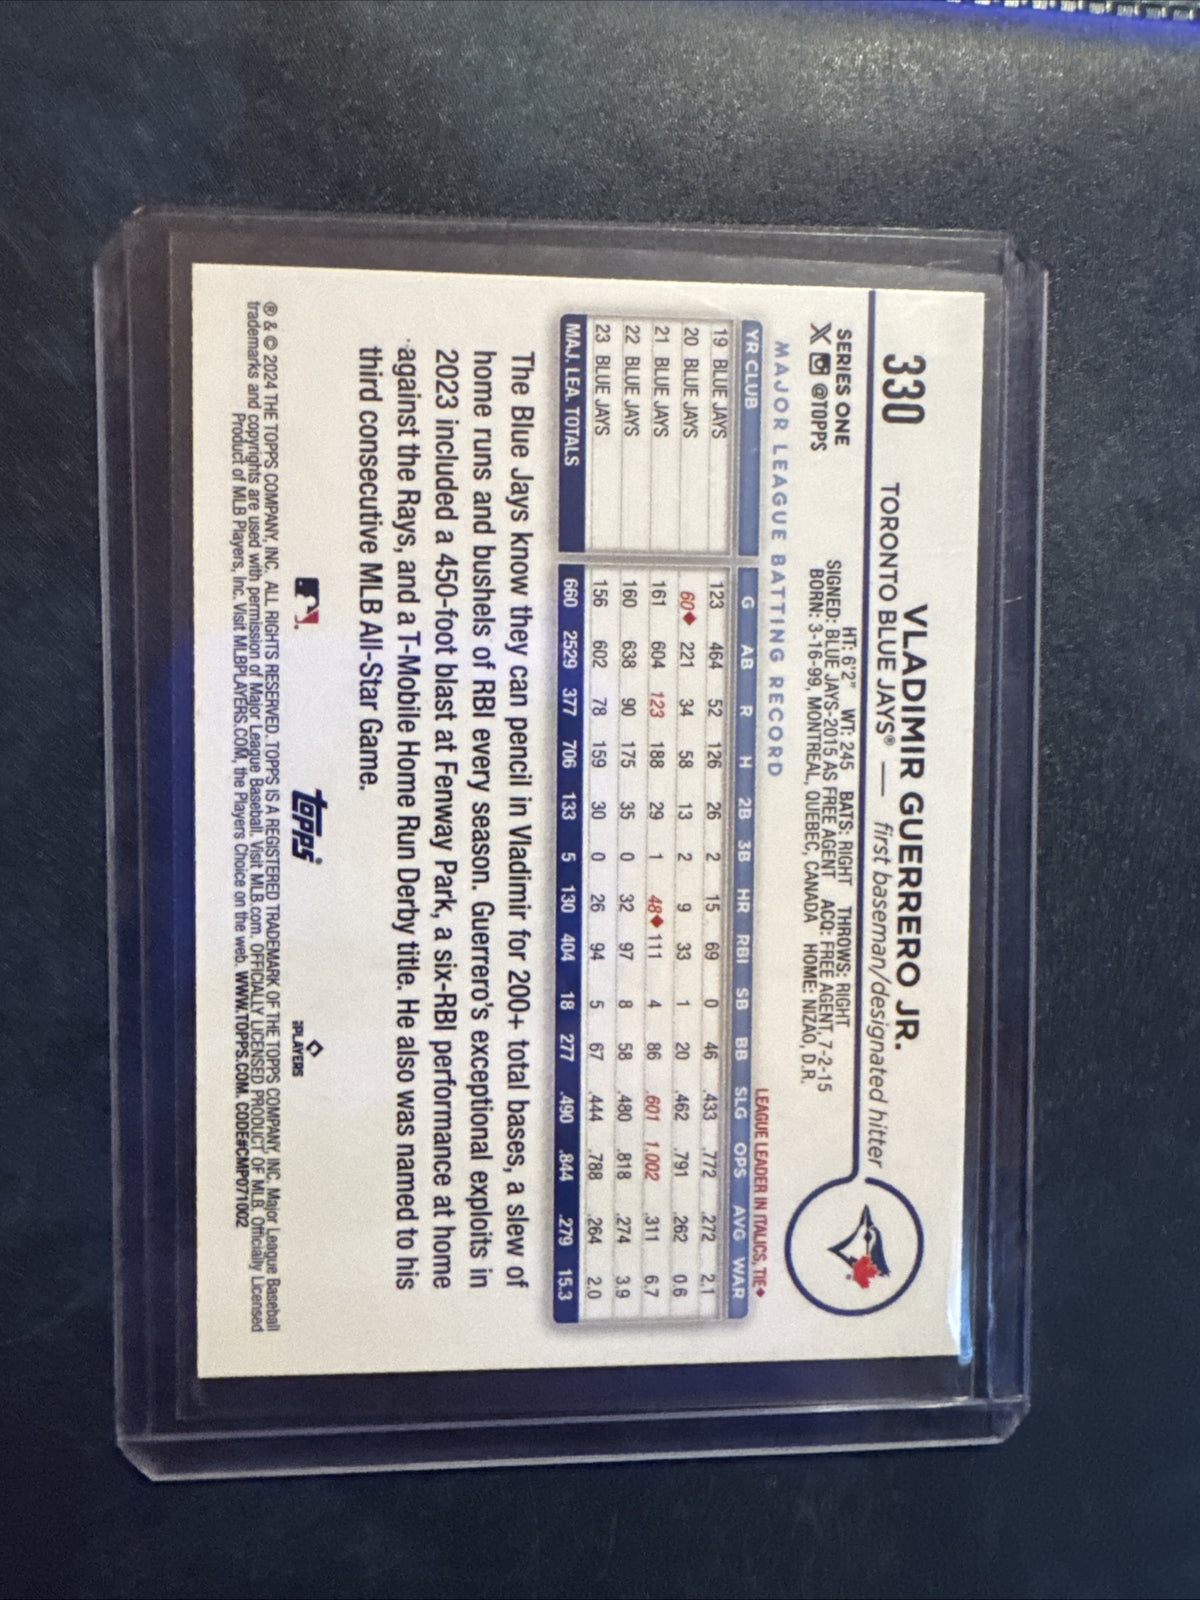 330
VLADIMIR GUERRERO JR.
TORONTO BLUE JAYS® — first baseman/designated hitter
SERIES ONE
@TOPPS
HT: 6'2" WT: 245 BATS: RIGHT THROWS: RIGHT
SIGNED: BLUE JAYS-2015 AS FREE AGENT ACQ: FREE AGENT, 7-2-15
BORN: 3-16-99, MONTREAL, QUEBEC, CANADA HOME: NIZAO, D.R.
MAJOR LEAGUE BATTING RECORD
LEAGUE LEADER IN ITALICS, TIE♦
YR CLUB G AB R H 2B 3B HR RBI SB BB SLG OPS AVG WAR
19 BLUE JAYS 123 464 52 126 26 2 15 69 0 46 .433 .772 .272 2.1
20 BLUE JAYS 60♦ 221 34 58 13 2 9 33 1 20 .462 .791 .262 0.6
21 BLUE JAYS 161 604 123 188 29 1 48♦ 111 4 86 .601 1.002 .311 6.7
22 BLUE JAYS 160 638 90 175 35 0 32 97 8 58 .480 .818 .274 3.9
23 BLUE JAYS 156 602 78 159 30 0 26 94 5 67 .444 .788 .264 2.0
MAJ. LEA. TOTALS 660 2529 377 706 133 5 130 404 18 277 .490 .844 .279 15.3
The Blue Jays know they can pencil in Vladimir for 200+ total bases, a slew of
home runs and bushels of RBI every season. Guerrero's exceptional exploits in
2023 included a 450-foot blast at Fenway Park, a six-RBI performance at home
against the Rays, and a T-Mobile Home Run Derby title. He also was named to his
third consecutive MLB All-Star Game.
topps
PLAYERS
® & © 2024 THE TOPPS COMPANY, INC. ALL RIGHTS RESERVED. TOPPS IS A REGISTERED TRADEMARK OF THE TOPPS COMPANY, INC. Major League Baseball
trademarks and copyrights are used with permission of Major League Baseball. Visit MLB.com. OFFICIALLY LICENSED PRODUCT OF MLB. Officially Licensed
Product of MLB Players, Inc. Visit MLBPLAYERS.COM, the Players Choice on the web. WWW.TOPPS.COM. CODE#CMP071002